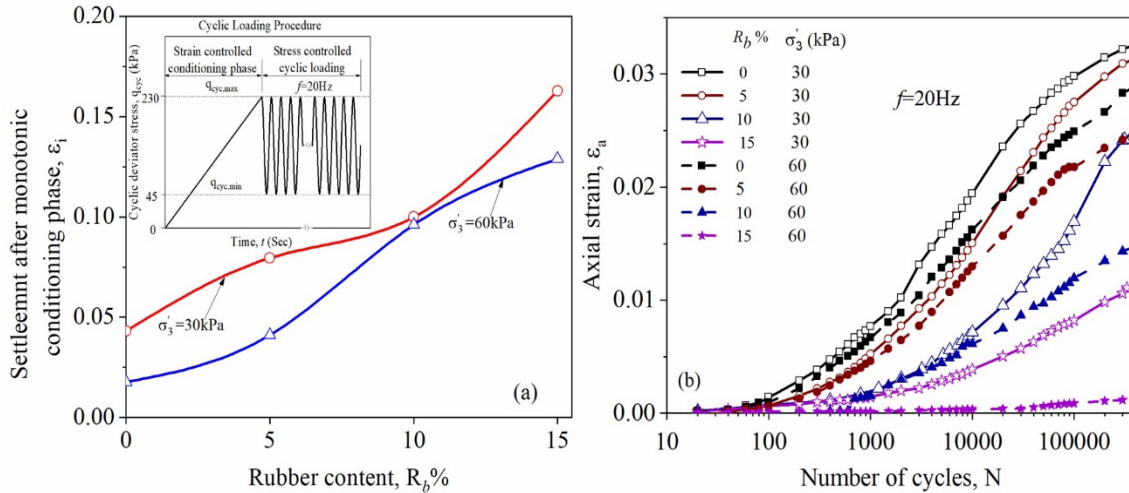 0.20
0.15
0.10
0.05
0.00
Settleemnt after monotonic
conditioning phase, εi
Cyclic Loading Procedure
Strain controlled
conditioning phase
Stress controlled
cyclic loading
qcyc,max
f=20Hz
qcyc,min
Cyclic deviator stress, qcyc (kPa)
230
45
0
Time, t (Sec)
σ'3=30kPa
σ'3=60kPa
(a)
0 5 10 15
Rubber content, Rb%
0.03
0.02
0.01
0.00
Axial strain, εa
Rb% σ'3 (kPa)
0 30
5 30
10 30
15 30
0 60
5 60
10 60
15 60
f=20Hz
(b)
10 100 1000 10000 100000
Number of cycles, N